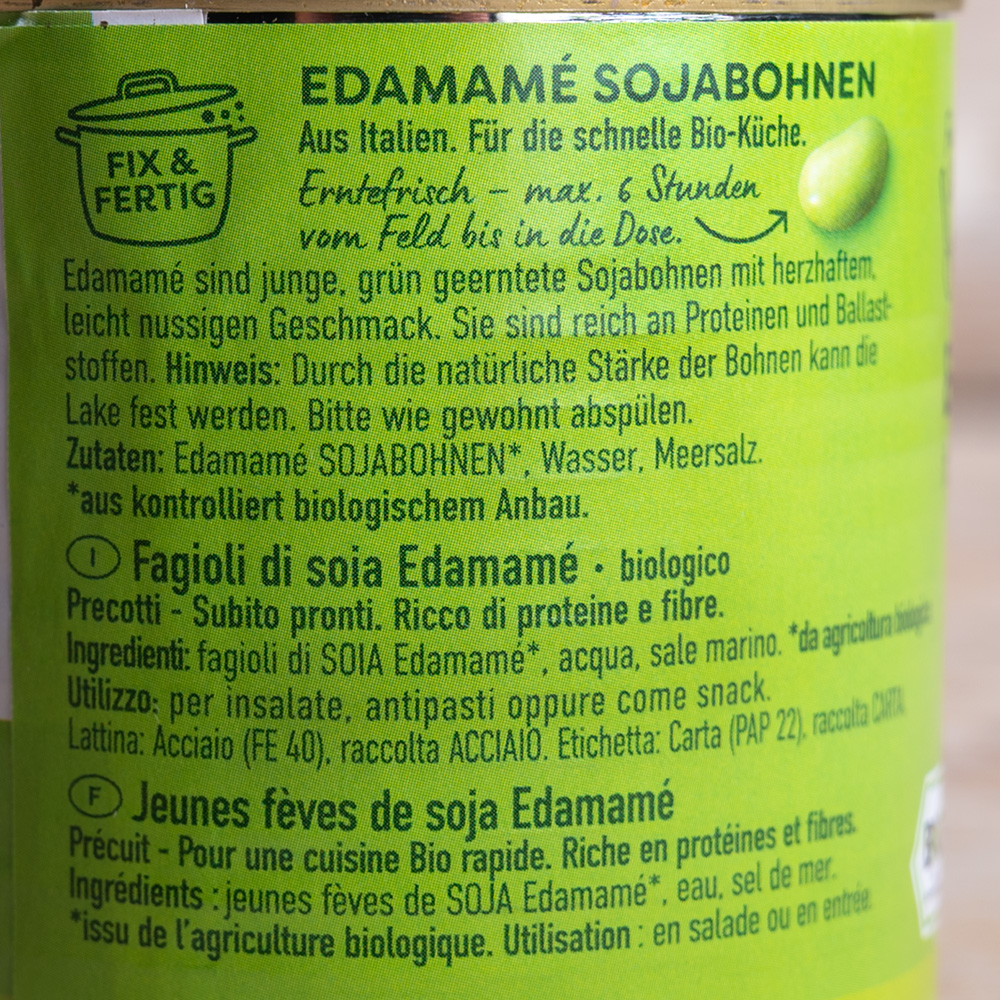 FIX &
FERTIG
EDAMAMÉ SOJABOHNEN
Aus Italien. Für die schnelle Bio-Küche.
Erntefrisch – max. 6 Stunden
vom Feld bis in die Dose.
Edamamé sind junge, grün geerntete Sojabohnen mit herzhaftem,
leicht nussigen Geschmack. Sie sind reich an Proteinen und Ballast-
stoffen. Hinweis: Durch die natürliche Stärke der Bohnen kann die
Lake fest werden. Bitte wie gewohnt abspülen.
Zutaten: Edamamé SOJABOHNEN*, Wasser, Meersalz.
*aus kontrolliert biologischem Anbau.
I Fagioli di soia Edamamé · biologico
Precotti - Subito pronti. Ricco di proteine e fibre.
Ingredienti: fagioli di SOIA Edamamé*, acqua, sale marino. *da agricoltura
Utilizzo: per insalate, antipasti oppure come snack.
Lattina: Acciaio (FE 40), raccolta ACCIAIO. Etichetta: Carta (PAP 22), raccolta CARTA.
F Jeunes fèves de soja Edamamé
Précuit - Pour une cuisine Bio rapide. Riche en protéines et fibres.
Ingrédients : jeunes fèves de SOJA Edamamé*, eau, sel de mer.
*issu de l'agriculture biologique. Utilisation : en salade ou en entrée.